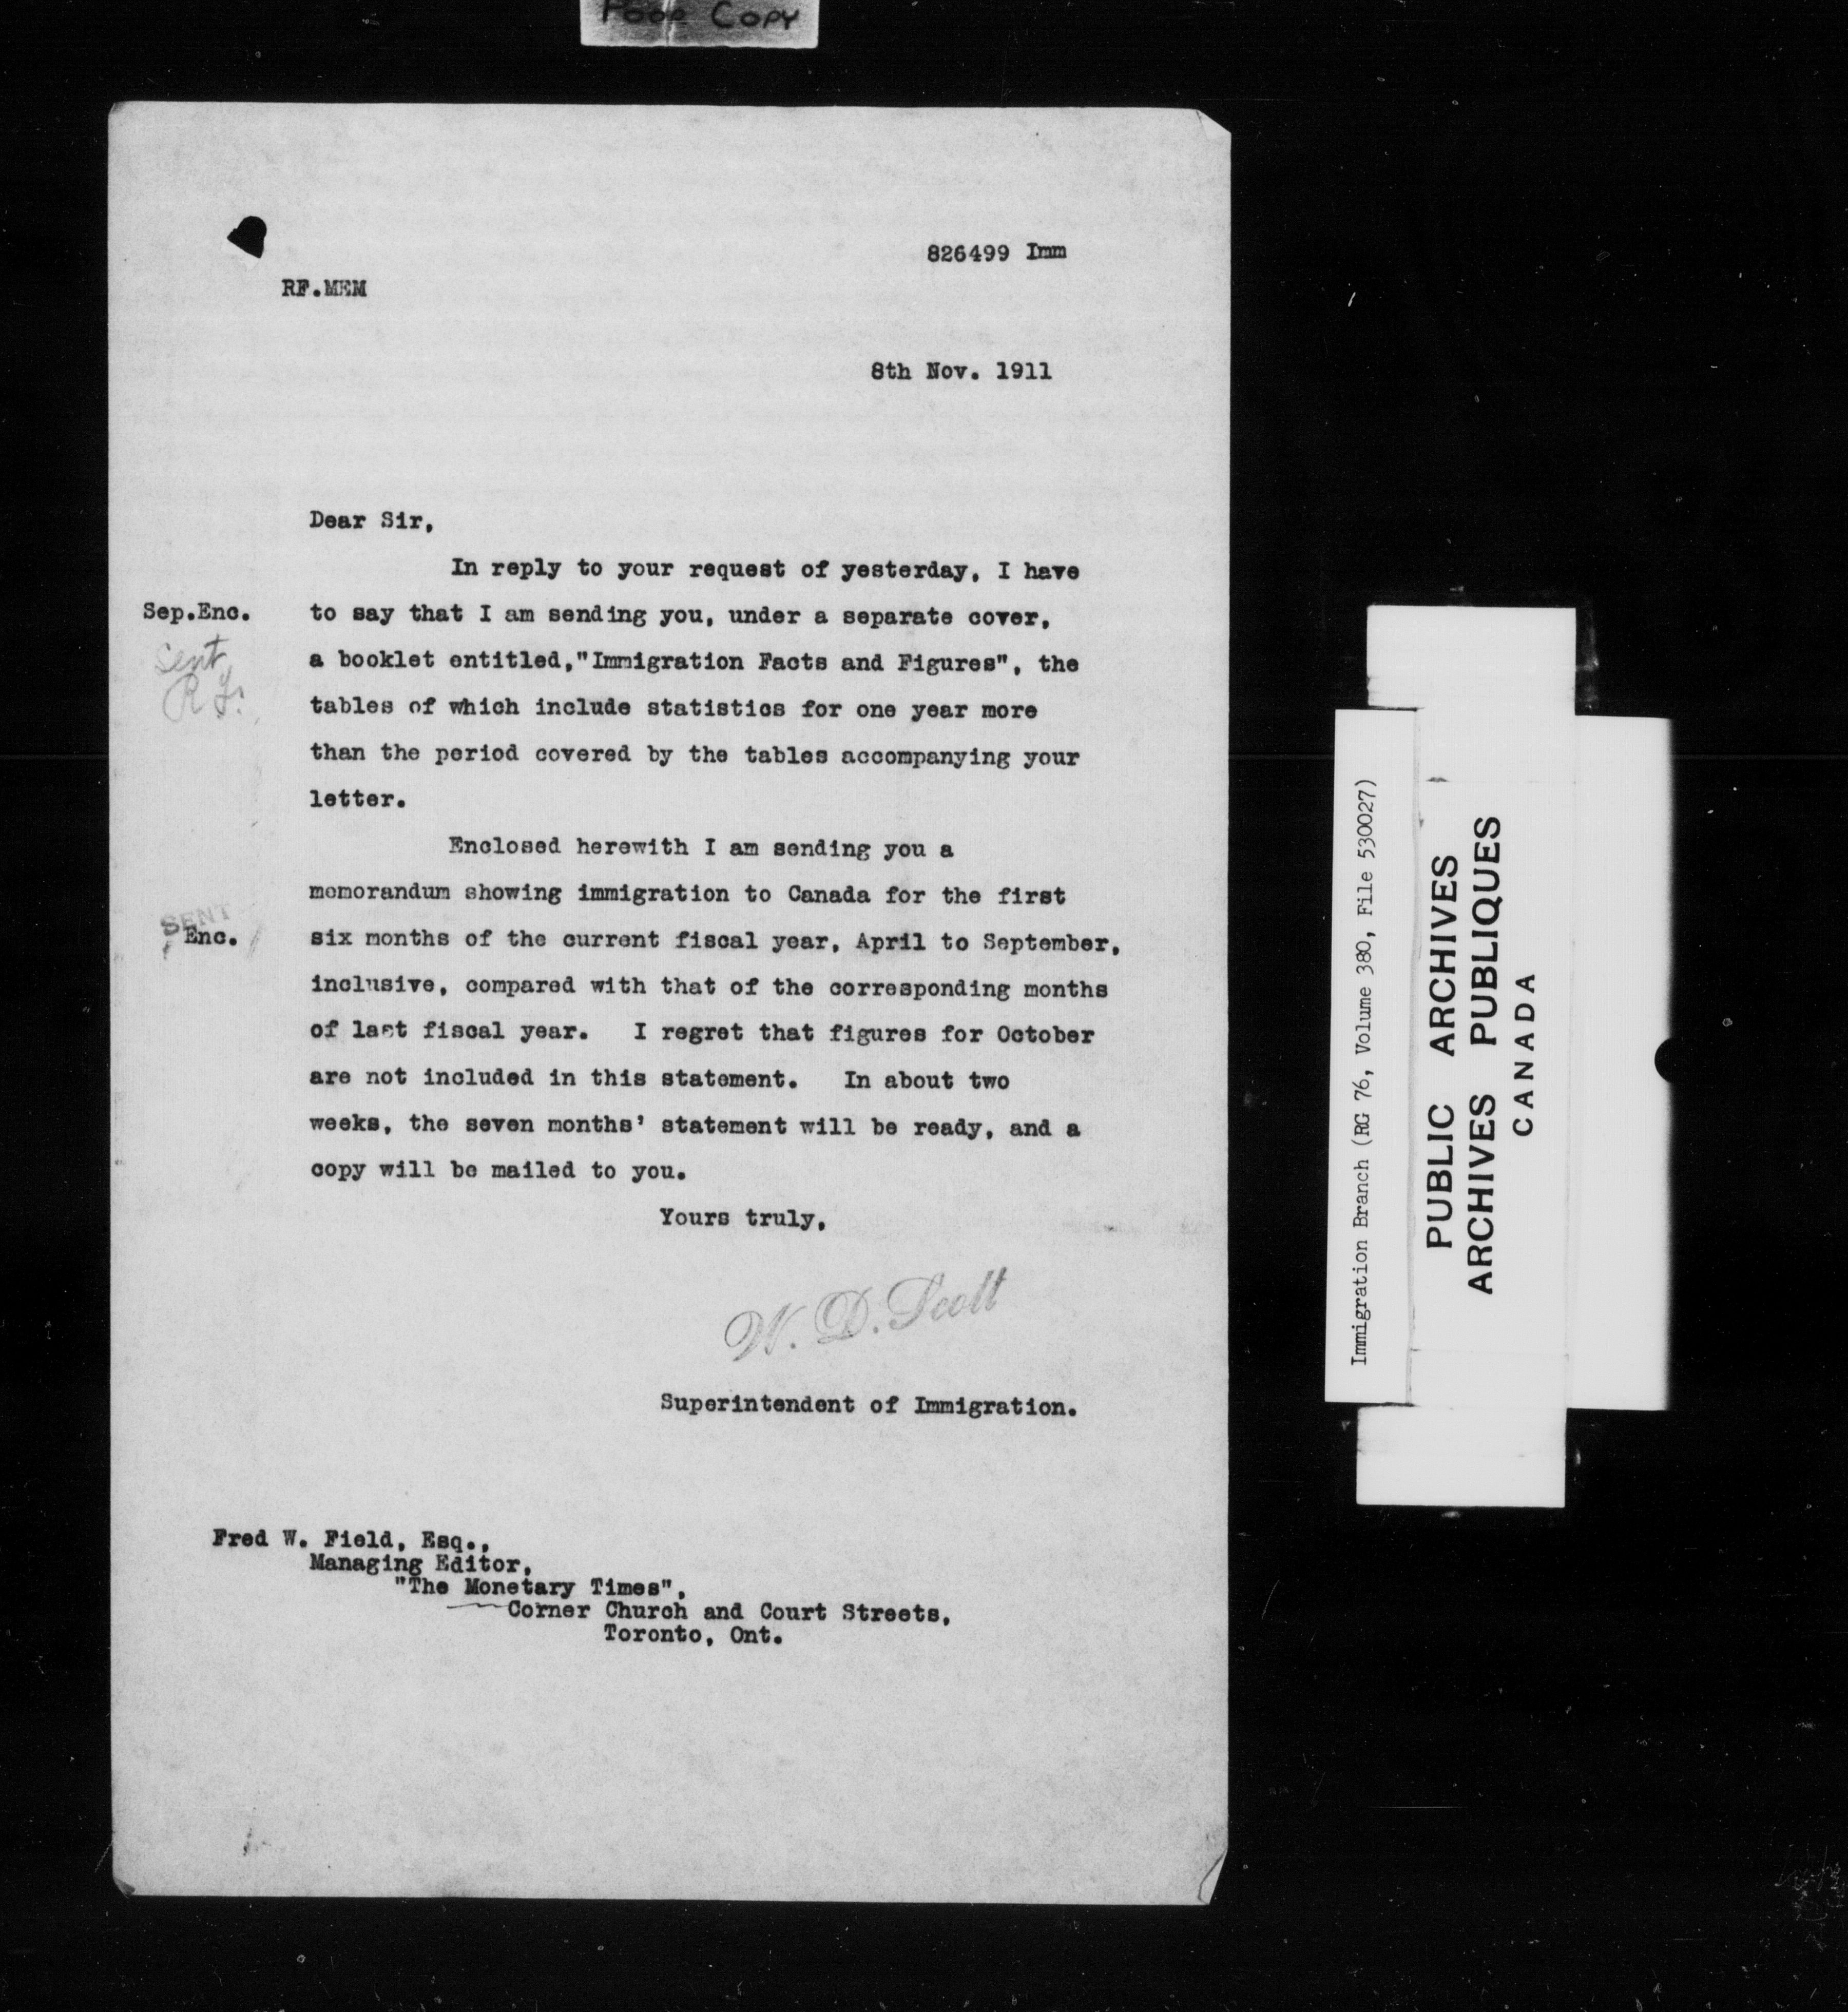 Poor Copy
826499 Imm
RF.MEM
8th Nov. 1911
Dear Sir,
In reply to your request of yesterday, I have
Sep.Enc. to say that I am sending you, under a separate cover,
Sent
a booklet entitled,"Immigration Facts and Figures", the
R.F.
tables of which include statistics for one year more
than the period covered by the tables accompanying your
letter.
Enclosed herewith I am sending you a
memorandum showing immigration to Canada for the first
SENT
Enc. six months of the current fiscal year, April to September,
inclusive, compared with that of the corresponding months
of last fiscal year. I regret that figures for October
are not included in this statement. In about two
weeks, the seven months' statement will be ready, and a
copy will be mailed to you.
Yours truly,
W. D. Scott
Superintendent of Immigration.
Fred W. Field, Esq.,
Managing Editor,
"The Monetary Times",
Corner Church and Court Streets,
Toronto, Ont.
Immigration Branch (RG 76, Volume 380, File 530027)
PUBLIC ARCHIVES
ARCHIVES PUBLIQUES
CANADA